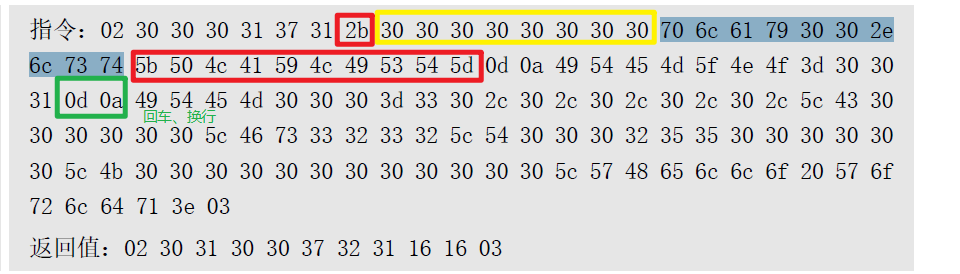 指令：02 30 30 30 31 37 31 2b 30 30 30 30 30 30 30 30 70 6c 61 79 30 30 2e
6c 73 74 5b 50 4c 41 59 4c 49 53 54 5d 0d 0a 49 54 45 4d 5f 4e 4f 3d 30 30
31 0d 0a 49 54 45 4d 30 30 30 3d 33 30 2c 30 2c 30 2c 30 2c 30 2c 5c 43 30
回车、换行
30 30 30 30 30 5c 46 73 33 32 33 32 5c 54 30 30 30 32 35 35 30 30 30 30 30
30 5c 4b 30 30 30 30 30 30 30 30 30 30 30 30 5c 57 48 65 6c 6c 6f 20 57 6f
72 6c 64 71 3e 03
返回值：02 30 31 30 30 37 32 31 16 16 03